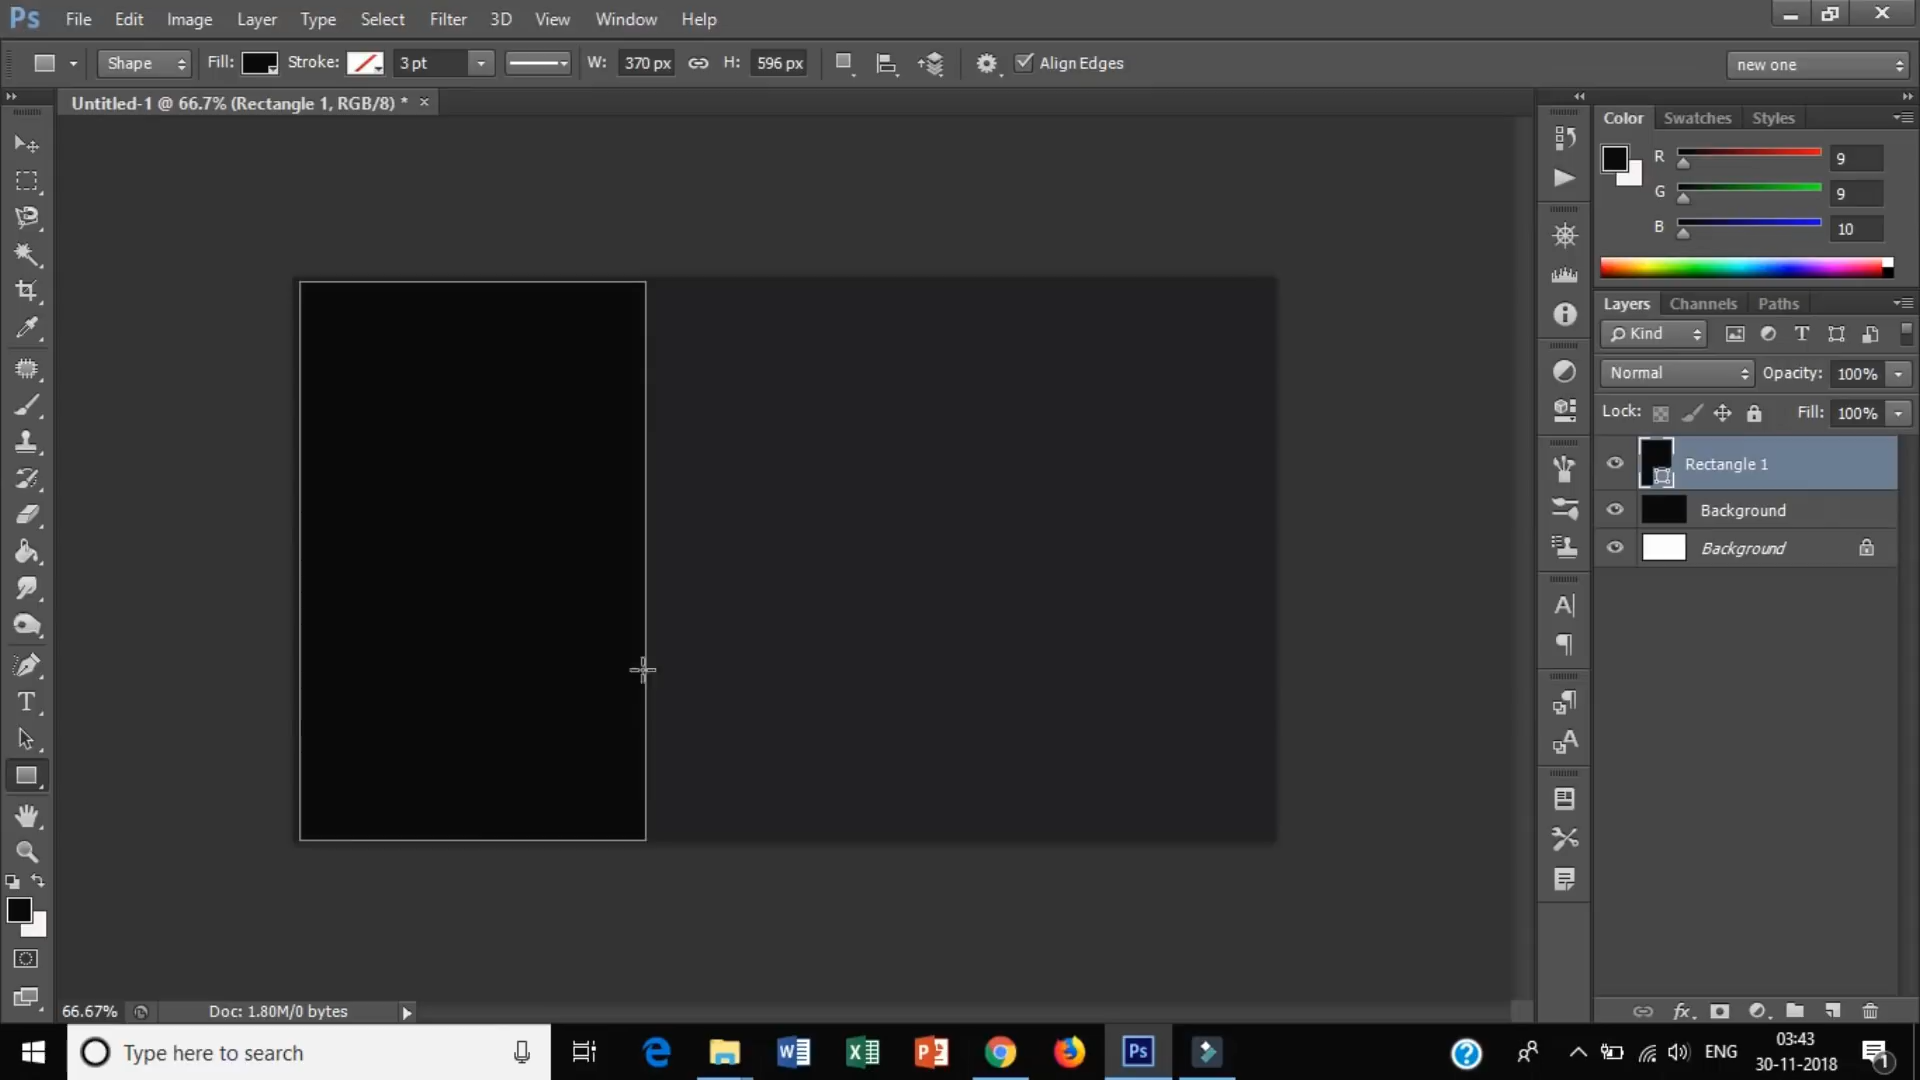 Ps File Edit Image Layer Type Select Filter 3D View Window Help
Shape Fill: Stroke: 3 pt W: 370 px H: 596 px Align Edges new one
Untitled-1 @ 66.7% (Rectangle 1, RGB/8) * ×
Color Swatches Styles
R 9
G 9
B 10
Layers Channels Paths
Kind
Normal Opacity: 100%
Lock: Fill: 100%
Rectangle 1
Background
Background
66.67% Doc: 1.80M/0 bytes
Type here to search
Ps
ENG
03:43
30-11-2018
1